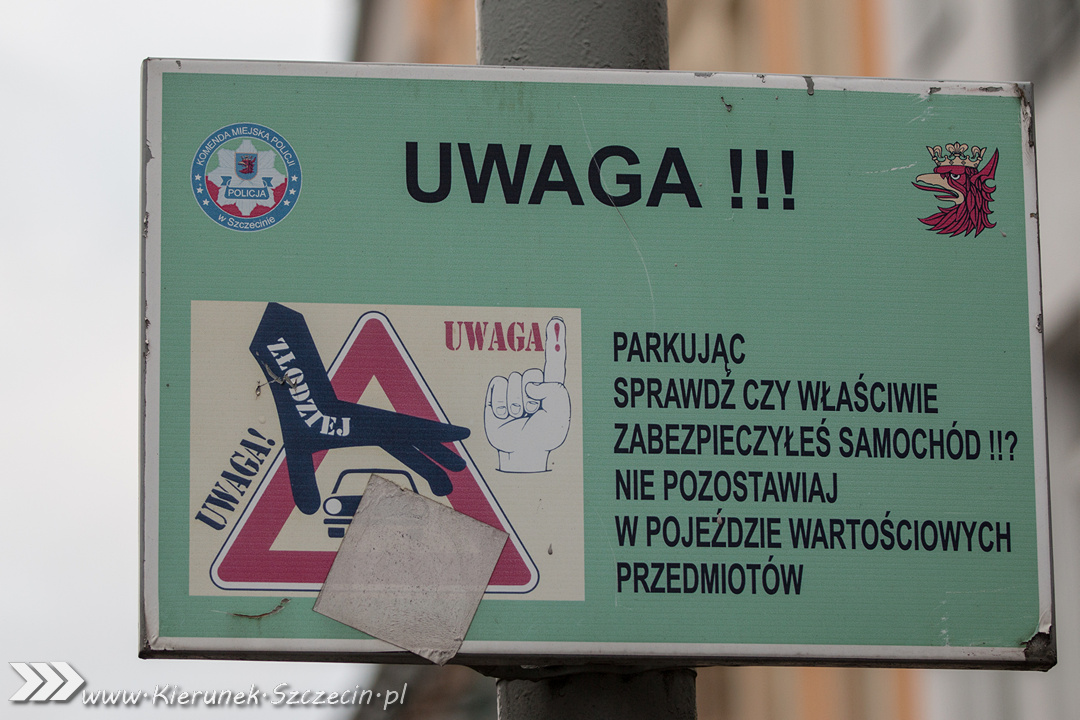 KOMENDA MIEJSKA POLICJI
POLICJA
w Szczecinie
UWAGA !!!
ZŁODZIEJ
UWAGA!
UWAGA!
PARKUJĄC
SPRAWDŹ CZY WŁAŚCIWIE
ZABEZPIECZYŁEŚ SAMOCHÓD !!?
NIE POZOSTAWIAJ
W POJEŹDZIE WARTOŚCIOWYCH
PRZEDMIOTÓW
www.Kierunek.Szczecin.pl